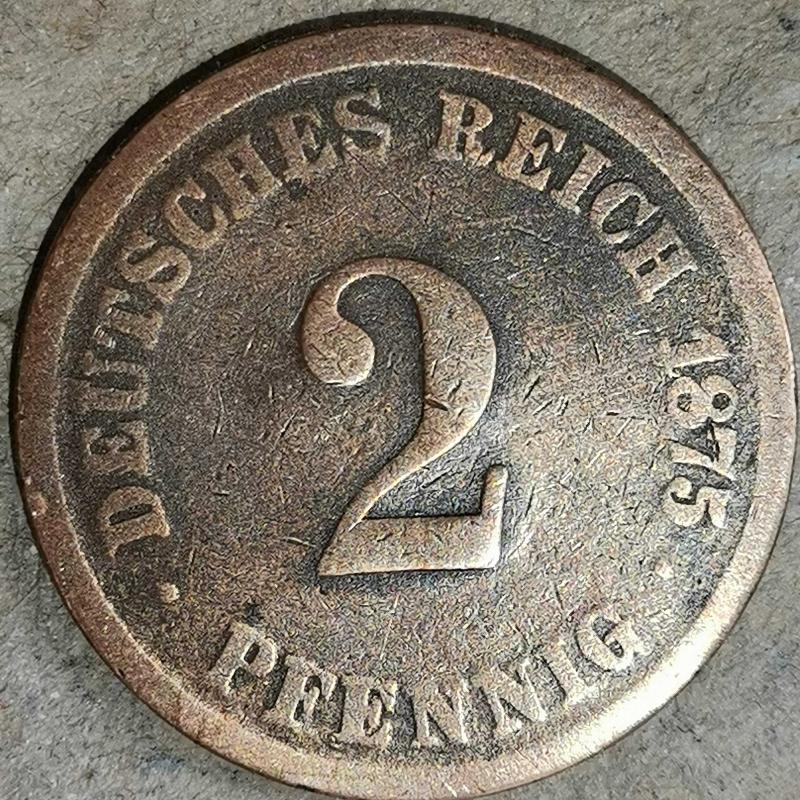 DEUTSCHES REICH 1875
2
· PFENNIG ·